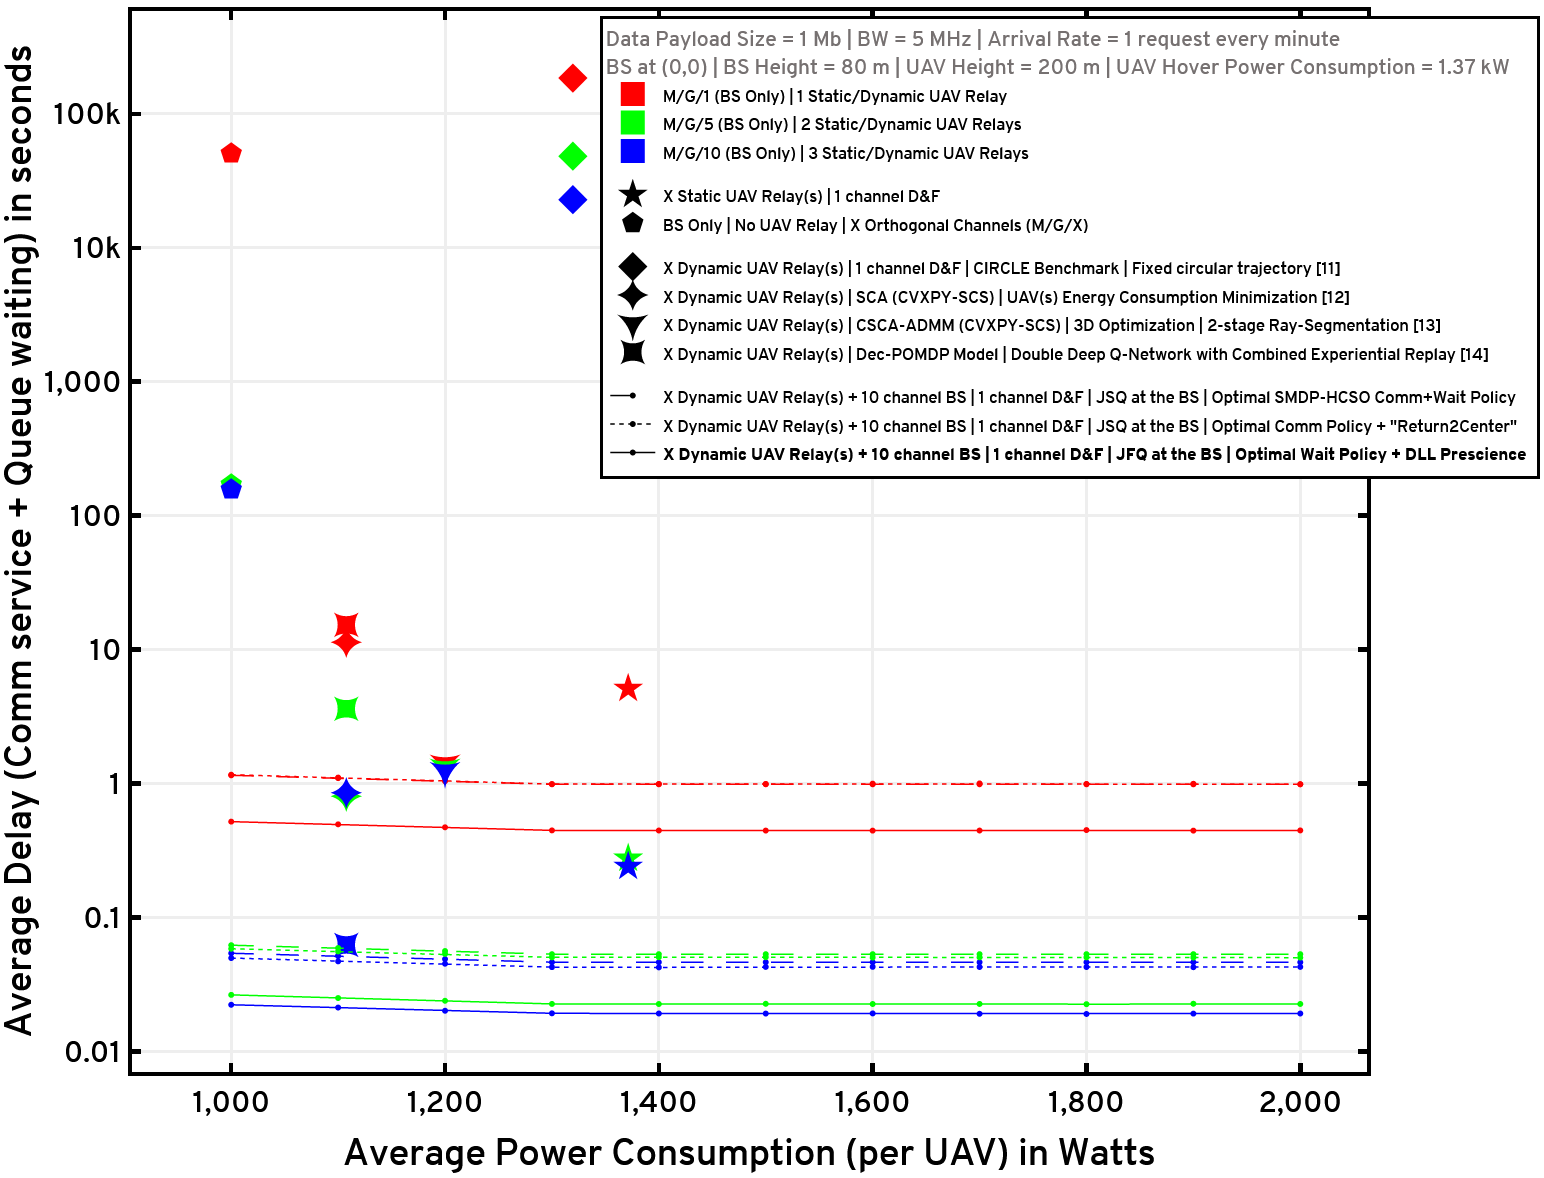 Data Payload Size = 1 Mb | BW = 5 MHz | Arrival Rate = 1 request every minute
BS at (0,0) | BS Height = 80 m | UAV Height = 200 m | UAV Hover Power Consumption = 1.37 kW
M/G/1 (BS Only) | 1 Static/Dynamic UAV Relay
M/G/5 (BS Only) | 2 Static/Dynamic UAV Relays
M/G/10 (BS Only) | 3 Static/Dynamic UAV Relays
X Static UAV Relay(s) | 1 channel D&F
BS Only | No UAV Relay | X Orthogonal Channels (M/G/X)
X Dynamic UAV Relay(s) | 1 channel D&F | CIRCLE Benchmark | Fixed circular trajectory [11]
X Dynamic UAV Relay(s) | SCA (CVXPY-SCS) | UAV(s) Energy Consumption Minimization [12]
X Dynamic UAV Relay(s) | CSCA-ADMM (CVXPY-SCS) | 3D Optimization | 2-stage Ray-Segmentation [13]
X Dynamic UAV Relay(s) | Dec-POMDP Model | Double Deep Q-Network with Combined Experiential Replay [14]
X Dynamic UAV Relay(s) + 10 channel BS | 1 channel D&F | JSQ at the BS | Optimal SMDP-HCSO Comm+Wait Policy
X Dynamic UAV Relay(s) + 10 channel BS | 1 channel D&F | JSQ at the BS | Optimal Comm Policy + "Return2Center"
X Dynamic UAV Relay(s) + 10 channel BS | 1 channel D&F | JFQ at the BS | Optimal Wait Policy + DLL Prescience
Average Delay (Comm service + Queue waiting) in seconds
100k
10k
1,000
100
10
1
0.1
0.01
1,000
1,200
1,400
1,600
1,800
2,000
Average Power Consumption (per UAV) in Watts